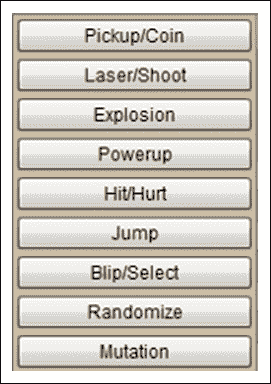 Pickup/Coin
Laser/Shoot
Explosion
Powerup
Hit/Hurt
Jump
Blip/Select
Randomize
Mutation